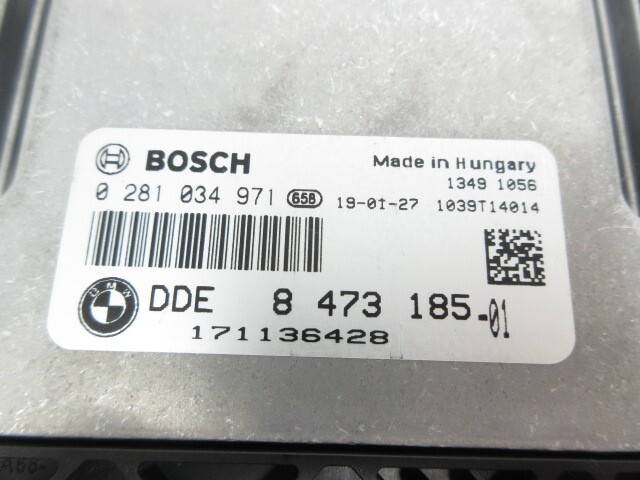 BOSCH Made in Hungary
1349 1056
0 281 034 971 658 19-01-27 1039T14014
BMW DDE 8 473 185-01
171136428